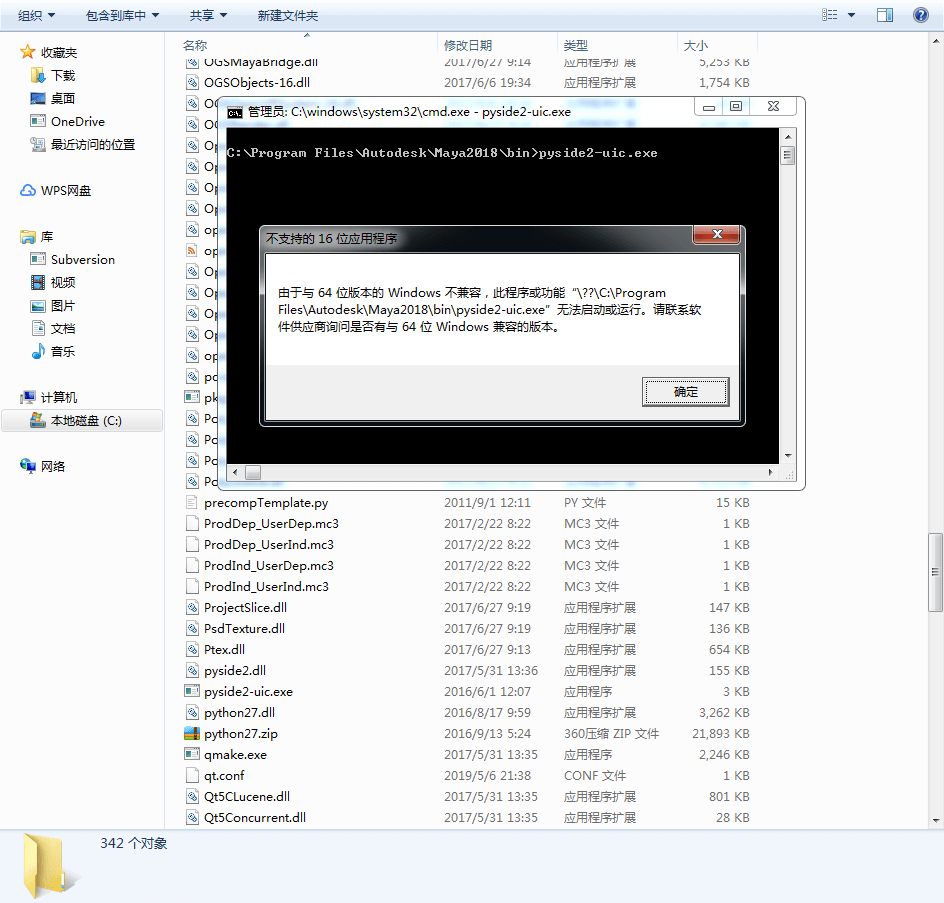 组织 包含到库中 共享 新建文件夹
收藏夹
下载
桌面
OneDrive
最近访问的位置
WPS网盘
库
Subversion
视频
图片
文档
音乐
计算机
本地磁盘 (C:)
网络
名称 修改日期 类型 大小
OGSMayaBridge.dll 2017/6/27 9:14 应用程序扩展 5,253 KB
OGSObjects-16.dll 2017/6/6 19:34 应用程序扩展 1,754 KB
管理员: C:\windows\system32\cmd.exe - pyside2-uic.exe
C:\Program Files\Autodesk\Maya2018\bin>pyside2-uic.exe
不支持的 16 位应用程序
由于与 64 位版本的 Windows 不兼容，此程序或功能“\??\C:\Program
Files\Autodesk\Maya2018\bin\pyside2-uic.exe”无法启动或运行。请联系软
件供应商询问是否有与 64 位 Windows 兼容的版本。
确定
precompTemplate.py 2011/9/1 12:11 PY 文件 15 KB
ProdDep_UserDep.mc3 2017/2/22 8:22 MC3 文件 1 KB
ProdDep_UserInd.mc3 2017/2/22 8:22 MC3 文件 1 KB
ProdInd_UserDep.mc3 2017/2/22 8:22 MC3 文件 1 KB
ProdInd_UserInd.mc3 2017/2/22 8:22 MC3 文件 1 KB
ProjectSlice.dll 2017/6/27 9:19 应用程序扩展 147 KB
PsdTexture.dll 2017/6/27 9:19 应用程序扩展 136 KB
Ptex.dll 2017/6/27 9:13 应用程序扩展 654 KB
pyside2.dll 2017/5/31 13:36 应用程序扩展 155 KB
pyside2-uic.exe 2016/6/1 12:07 应用程序 3 KB
python27.dll 2016/8/17 9:59 应用程序扩展 3,262 KB
python27.zip 2016/9/13 5:24 360压缩 ZIP 文件 21,893 KB
qmake.exe 2017/5/31 13:35 应用程序 2,246 KB
qt.conf 2019/5/6 21:38 CONF 文件 1 KB
Qt5CLucene.dll 2017/5/31 13:35 应用程序扩展 801 KB
Qt5Concurrent.dll 2017/5/31 13:35 应用程序扩展 28 KB
342 个对象